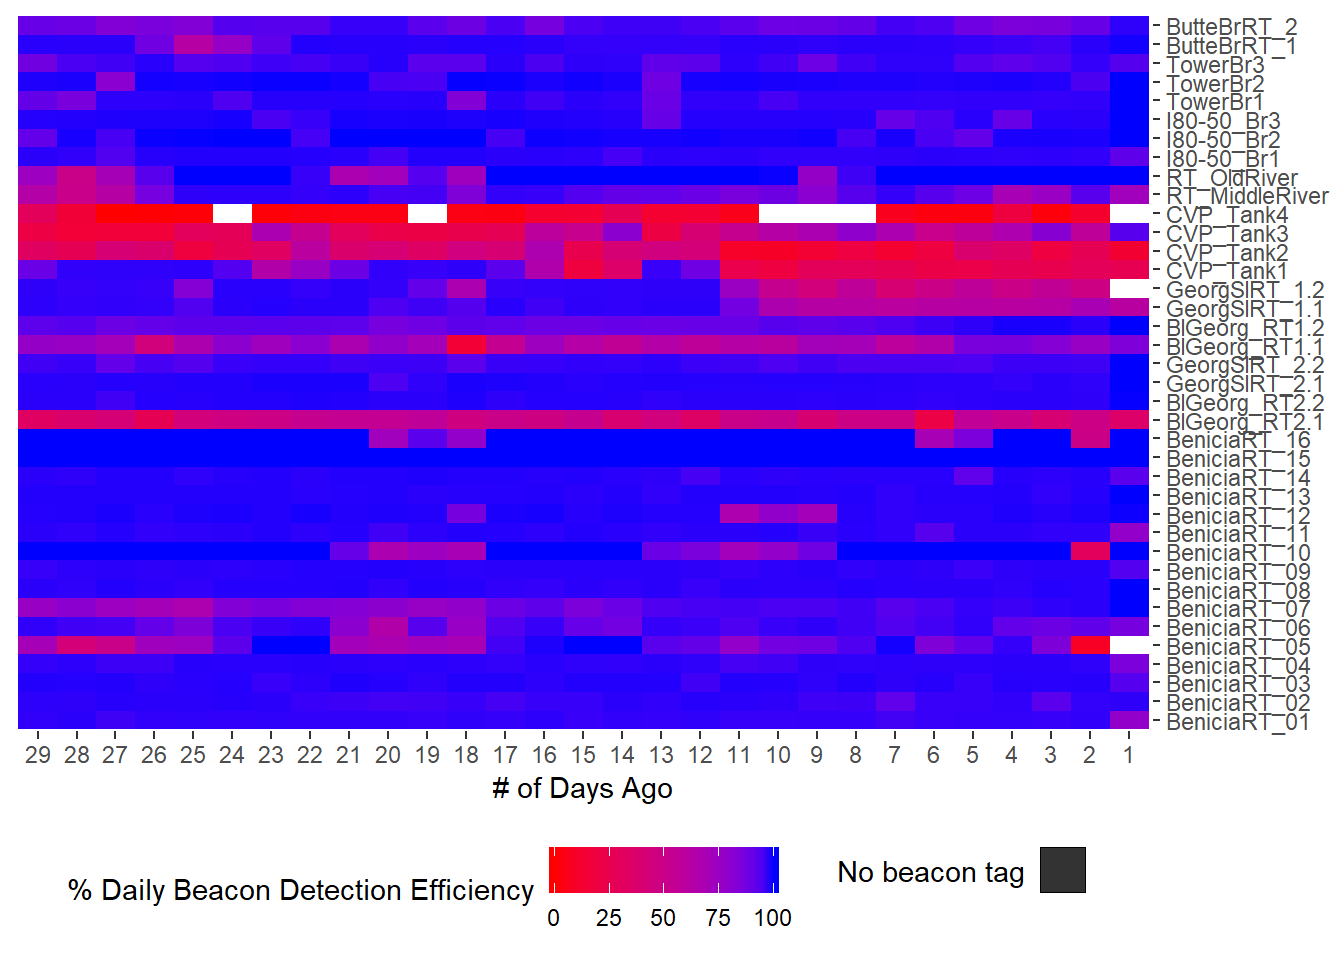 ButteBrRT_2
ButteBrRT_1
TowerBr3
TowerBr2
TowerBr1
I80-50_Br3
I80-50_Br2
I80-50_Br1
RT_OldRiver
RT_MiddleRiver
CVP_Tank4
CVP_Tank3
CVP_Tank2
CVP_Tank1
GeorgSlRT_1.2
GeorgSlRT_1.1
BlGeorg_RT1.2
BlGeorg_RT1.1
GeorgSlRT_2.2
GeorgSlRT_2.1
BlGeorg_RT2.2
BlGeorg_RT2.1
BeniciaRT_16
BeniciaRT_15
BeniciaRT_14
BeniciaRT_13
BeniciaRT_12
BeniciaRT_11
BeniciaRT_10
BeniciaRT_09
BeniciaRT_08
BeniciaRT_07
BeniciaRT_06
BeniciaRT_05
BeniciaRT_04
BeniciaRT_03
BeniciaRT_02
BeniciaRT_01
29 28 27 26 25 24 23 22 21 20 19 18 17 16 15 14 13 12 11 10 9 8 7 6 5 4 3 2 1
# of Days Ago
% Daily Beacon Detection Efficiency
0 25 50 75 100
No beacon tag